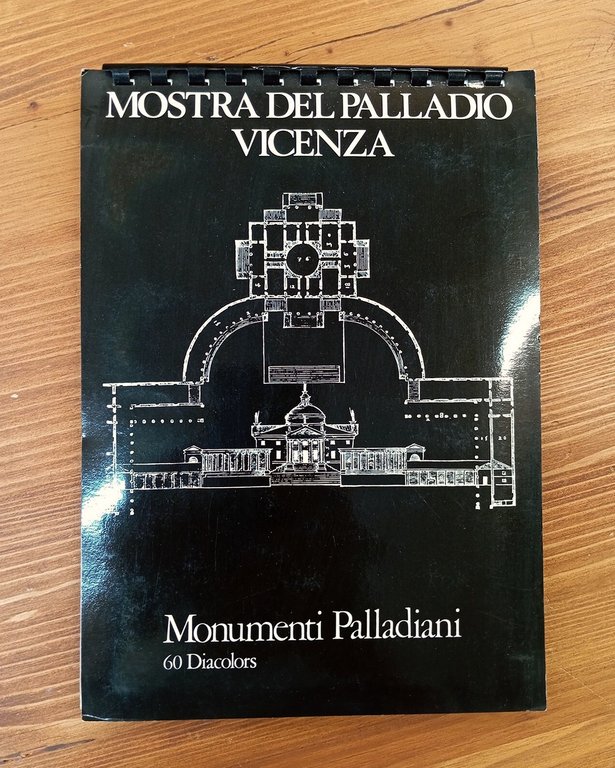 MOSTRA DEL PALLADIO
VICENZA
Monumenti Palladiani
60 Diacolors